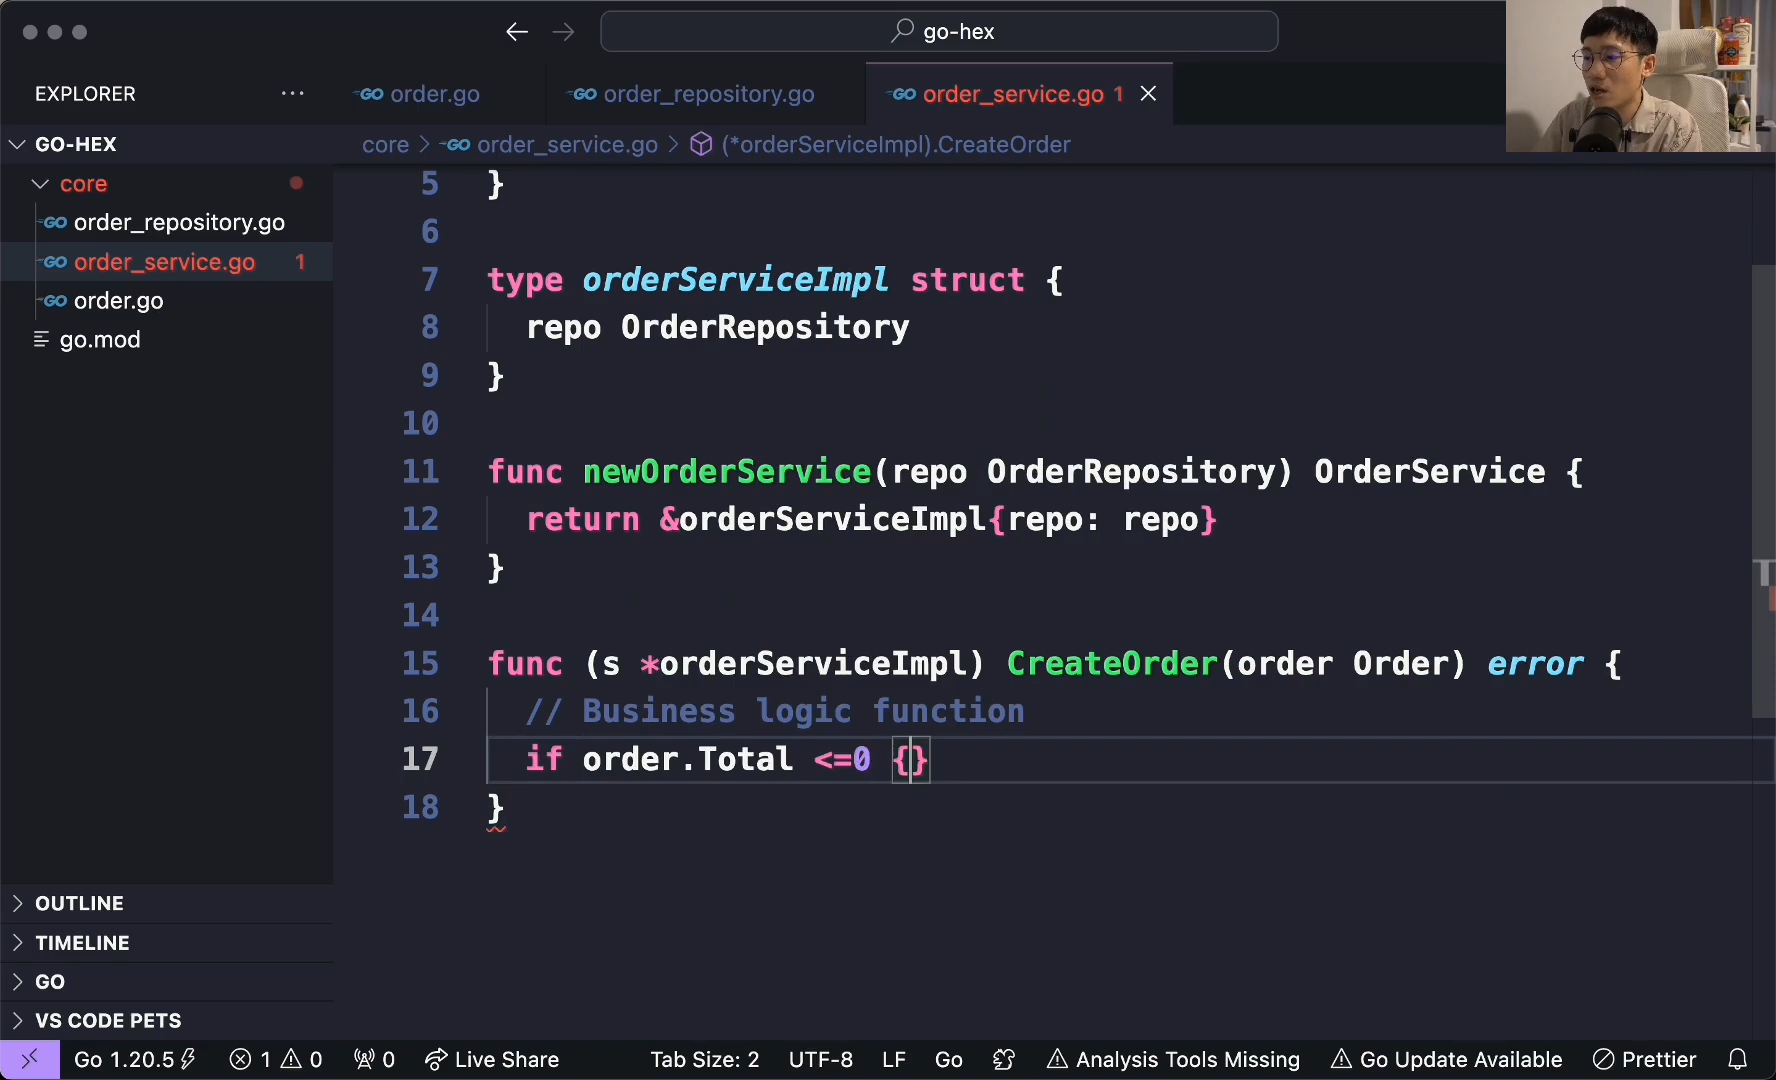 go-hex
EXPLORER
order.go
order_repository.go
order_service.go 1
GO-HEX
core > order_service.go > (*orderServiceImpl).CreateOrder
core
order_repository.go
order_service.go 1
order.go
go.mod
5 }
6
7 type orderServiceImpl struct {
8 repo OrderRepository
9 }
10
11 func newOrderService(repo OrderRepository) OrderService {
12 return &orderServiceImpl{repo: repo}
13 }
14
15 func (s *orderServiceImpl) CreateOrder(order Order) error {
16 // Business logic function
17 if order.Total <=0 {}
18 }
OUTLINE
TIMELINE
GO
VS CODE PETS
Go 1.20.5 1 0 0 Live Share Tab Size: 2 UTF-8 LF Go Analysis Tools Missing Go Update Available Prettier